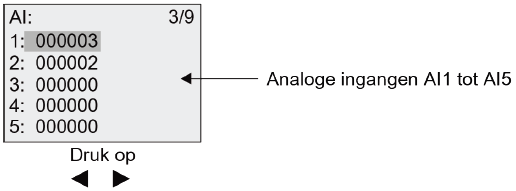 AI: 3/9
1: 000003
2: 000002
3: 000000
4: 000000
5: 000000
Analoge ingangen AI1 tot AI5
Druk op